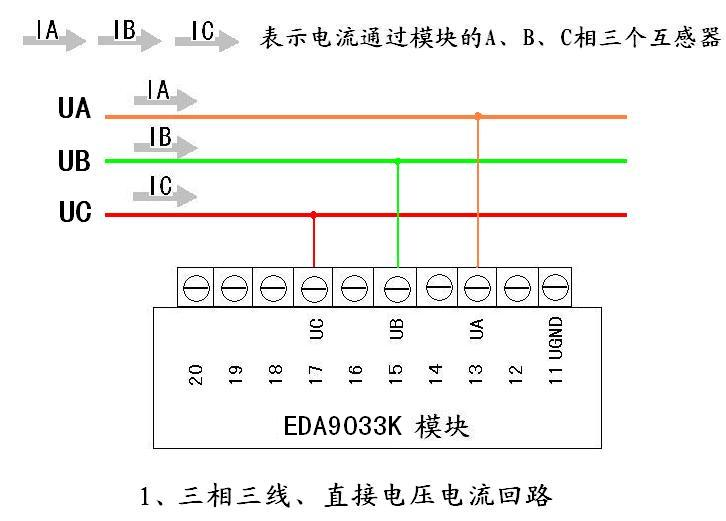 IA IB IC 表示电流通过模块的A、B、C相三个互感器
IA
UA
IB
UB
IC
UC
UC UB UA UGND
20 19 18 17 16 15 14 13 12 11
EDA9033K 模块
1、三相三线、直接电压电流回路